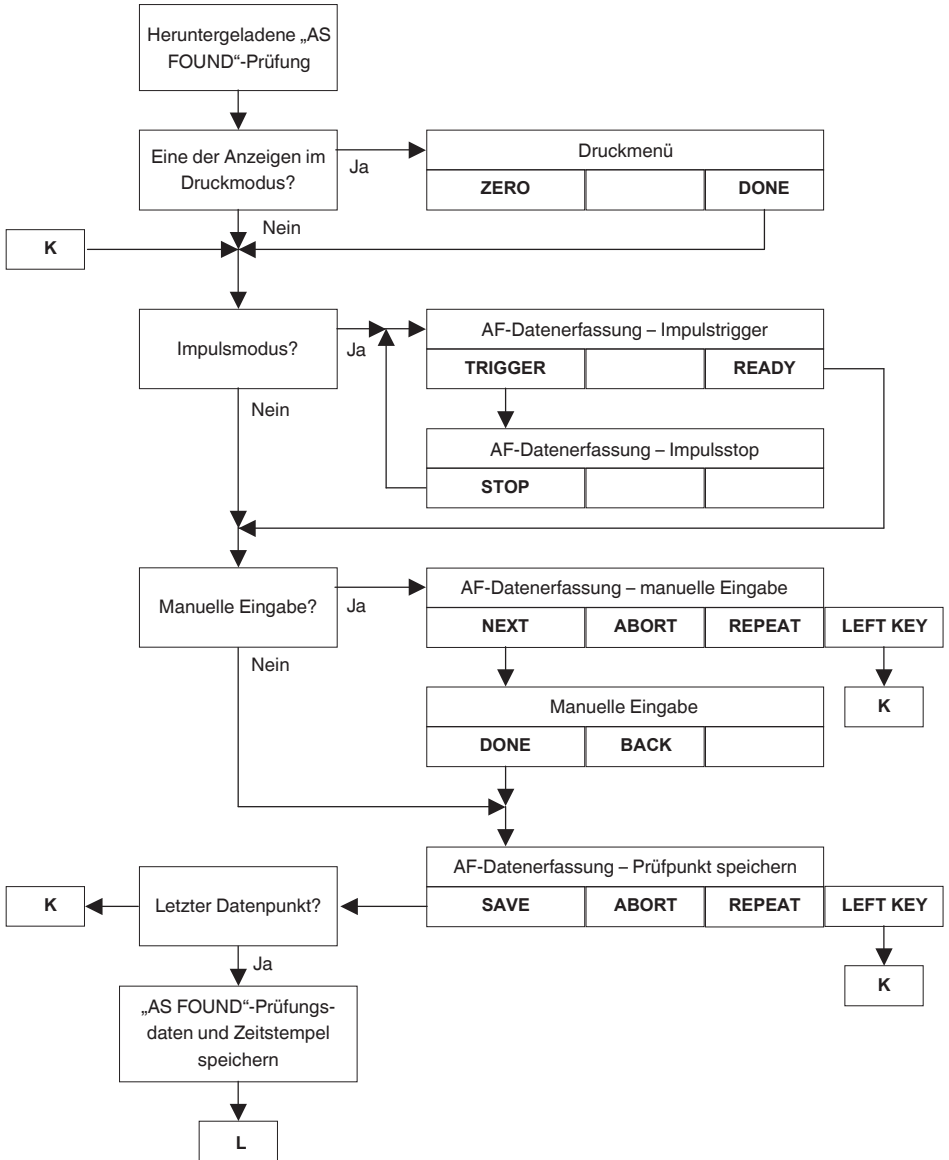 Heruntergeladene „AS
FOUND“-Prüfung
Eine der Anzeigen im
Druckmodus?
Ja
Druckmenü
ZERO
DONE
Nein
K
Impulsmodus?
Ja
AF-Datenerfassung – Impulstrigger
TRIGGER
READY
Nein
AF-Datenerfassung – Impulsstop
STOP
Manuelle Eingabe?
Ja
AF-Datenerfassung – manuelle Eingabe
NEXT
ABORT
REPEAT
LEFT KEY
Nein
K
Manuelle Eingabe
DONE
BACK
AF-Datenerfassung – Prüfpunkt speichern
SAVE
ABORT
REPEAT
LEFT KEY
K
Letzter Datenpunkt?
K
Ja
„AS FOUND“-Prüfungs-
daten und Zeitstempel
speichern
L